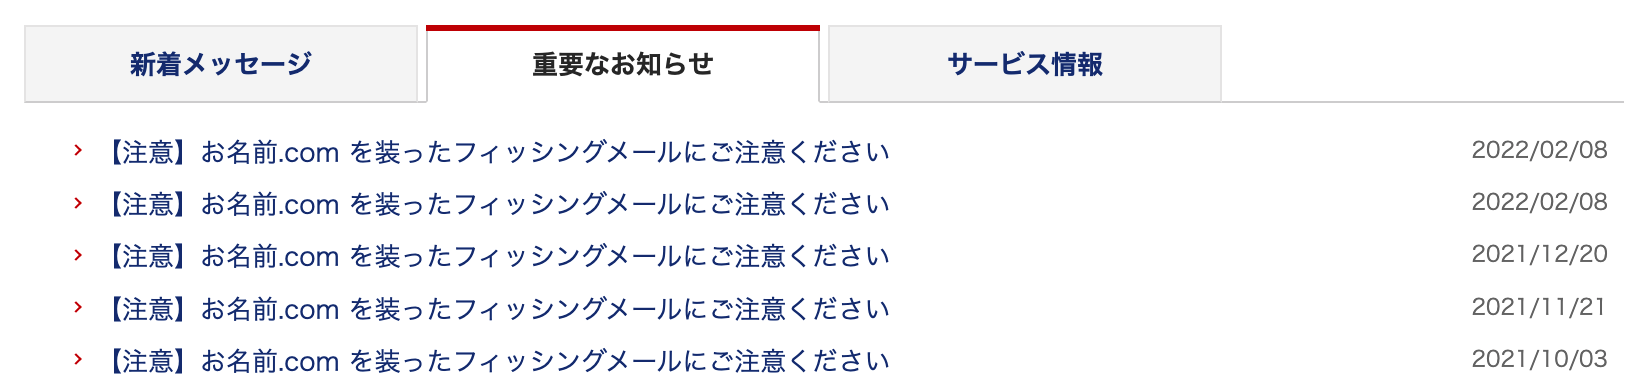 新着メッセージ 重要なお知らせ サービス情報
【注意】お名前.com を装ったフィッシングメールにご注意ください 2022/02/08
【注意】お名前.com を装ったフィッシングメールにご注意ください 2022/02/08
【注意】お名前.com を装ったフィッシングメールにご注意ください 2021/12/20
【注意】お名前.com を装ったフィッシングメールにご注意ください 2021/11/21
【注意】お名前.com を装ったフィッシングメールにご注意ください 2021/10/03